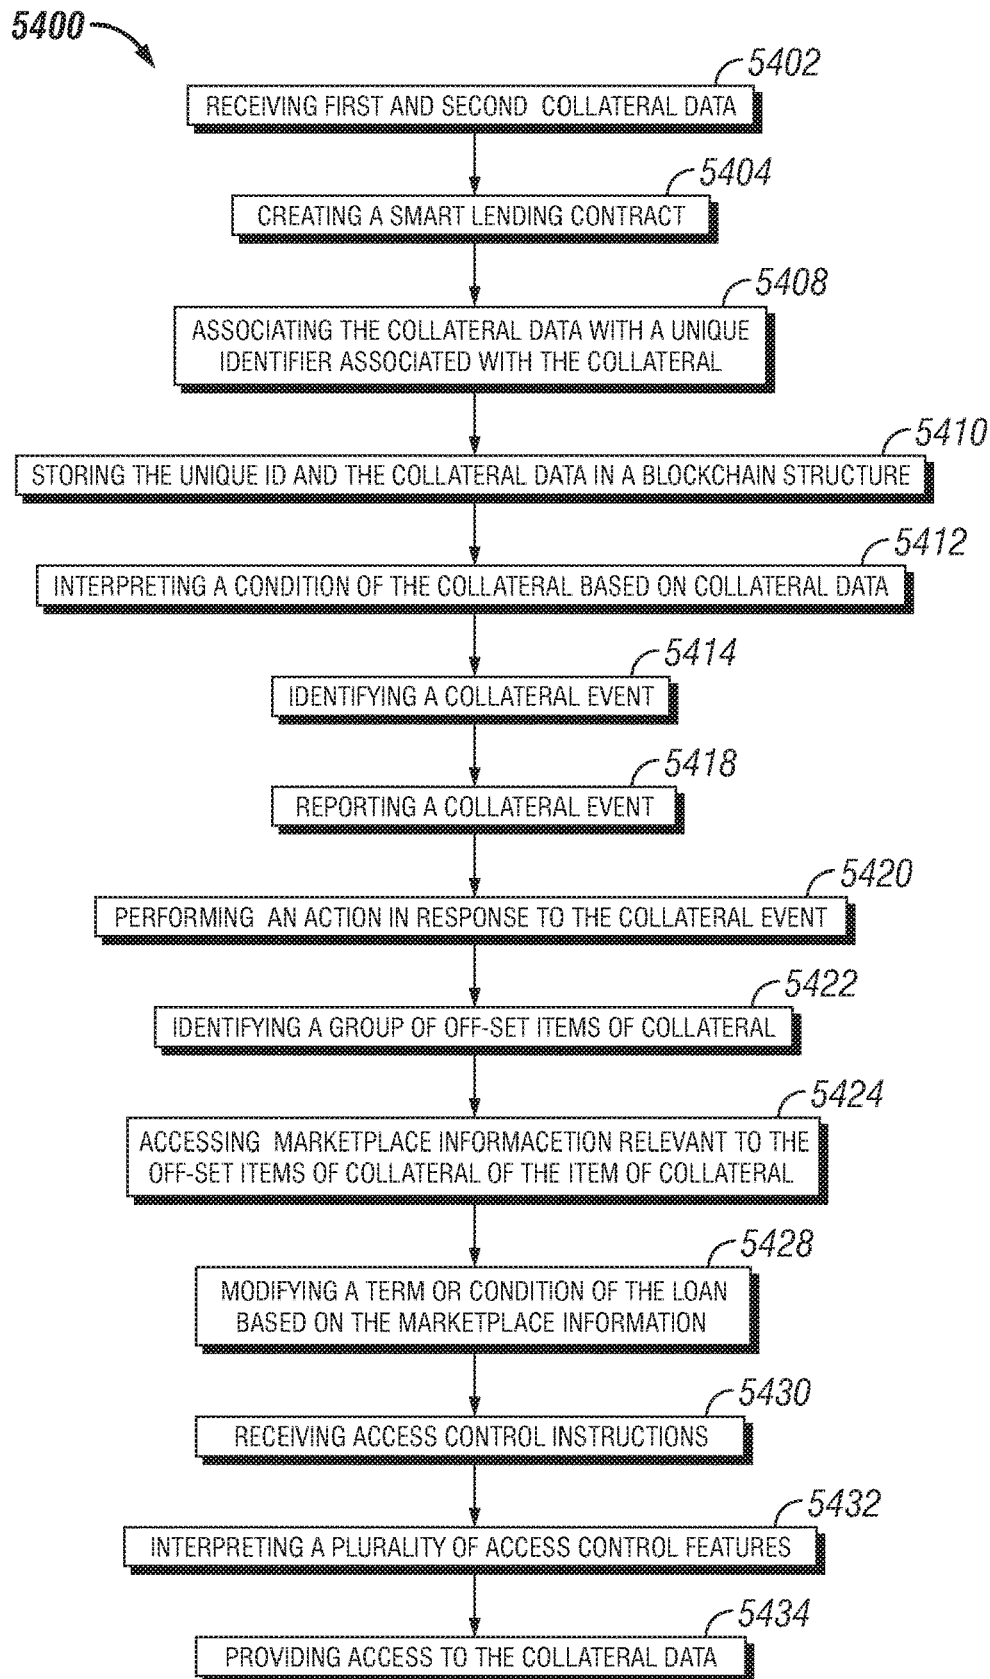 5400
5402
RECEIVING FIRST AND SECOND COLLATERAL DATA
5404
CREATING A SMART LENDING CONTRACT
5408
ASSOCIATING THE COLLATERAL DATA WITH A UNIQUE
IDENTIFIER ASSOCIATED WITH THE COLLATERAL
5410
STORING THE UNIQUE ID AND THE COLLATERAL DATA IN A BLOCKCHAIN STRUCTURE
5412
INTERPRETING A CONDITION OF THE COLLATERAL BASED ON COLLATERAL DATA
5414
IDENTIFYING A COLLATERAL EVENT
5418
REPORTING A COLLATERAL EVENT
5420
PERFORMING AN ACTION IN RESPONSE TO THE COLLATERAL EVENT
5422
IDENTIFYING A GROUP OF OFF-SET ITEMS OF COLLATERAL
5424
ACCESSING MARKETPLACE INFORMACETION RELEVANT TO THE
OFF-SET ITEMS OF COLLATERAL OF THE ITEM OF COLLATERAL
5428
MODIFYING A TERM OR CONDITION OF THE LOAN
BASED ON THE MARKETPLACE INFORMATION
5430
RECEIVING ACCESS CONTROL INSTRUCTIONS
5432
INTERPRETING A PLURALITY OF ACCESS CONTROL FEATURES
5434
PROVIDING ACCESS TO THE COLLATERAL DATA